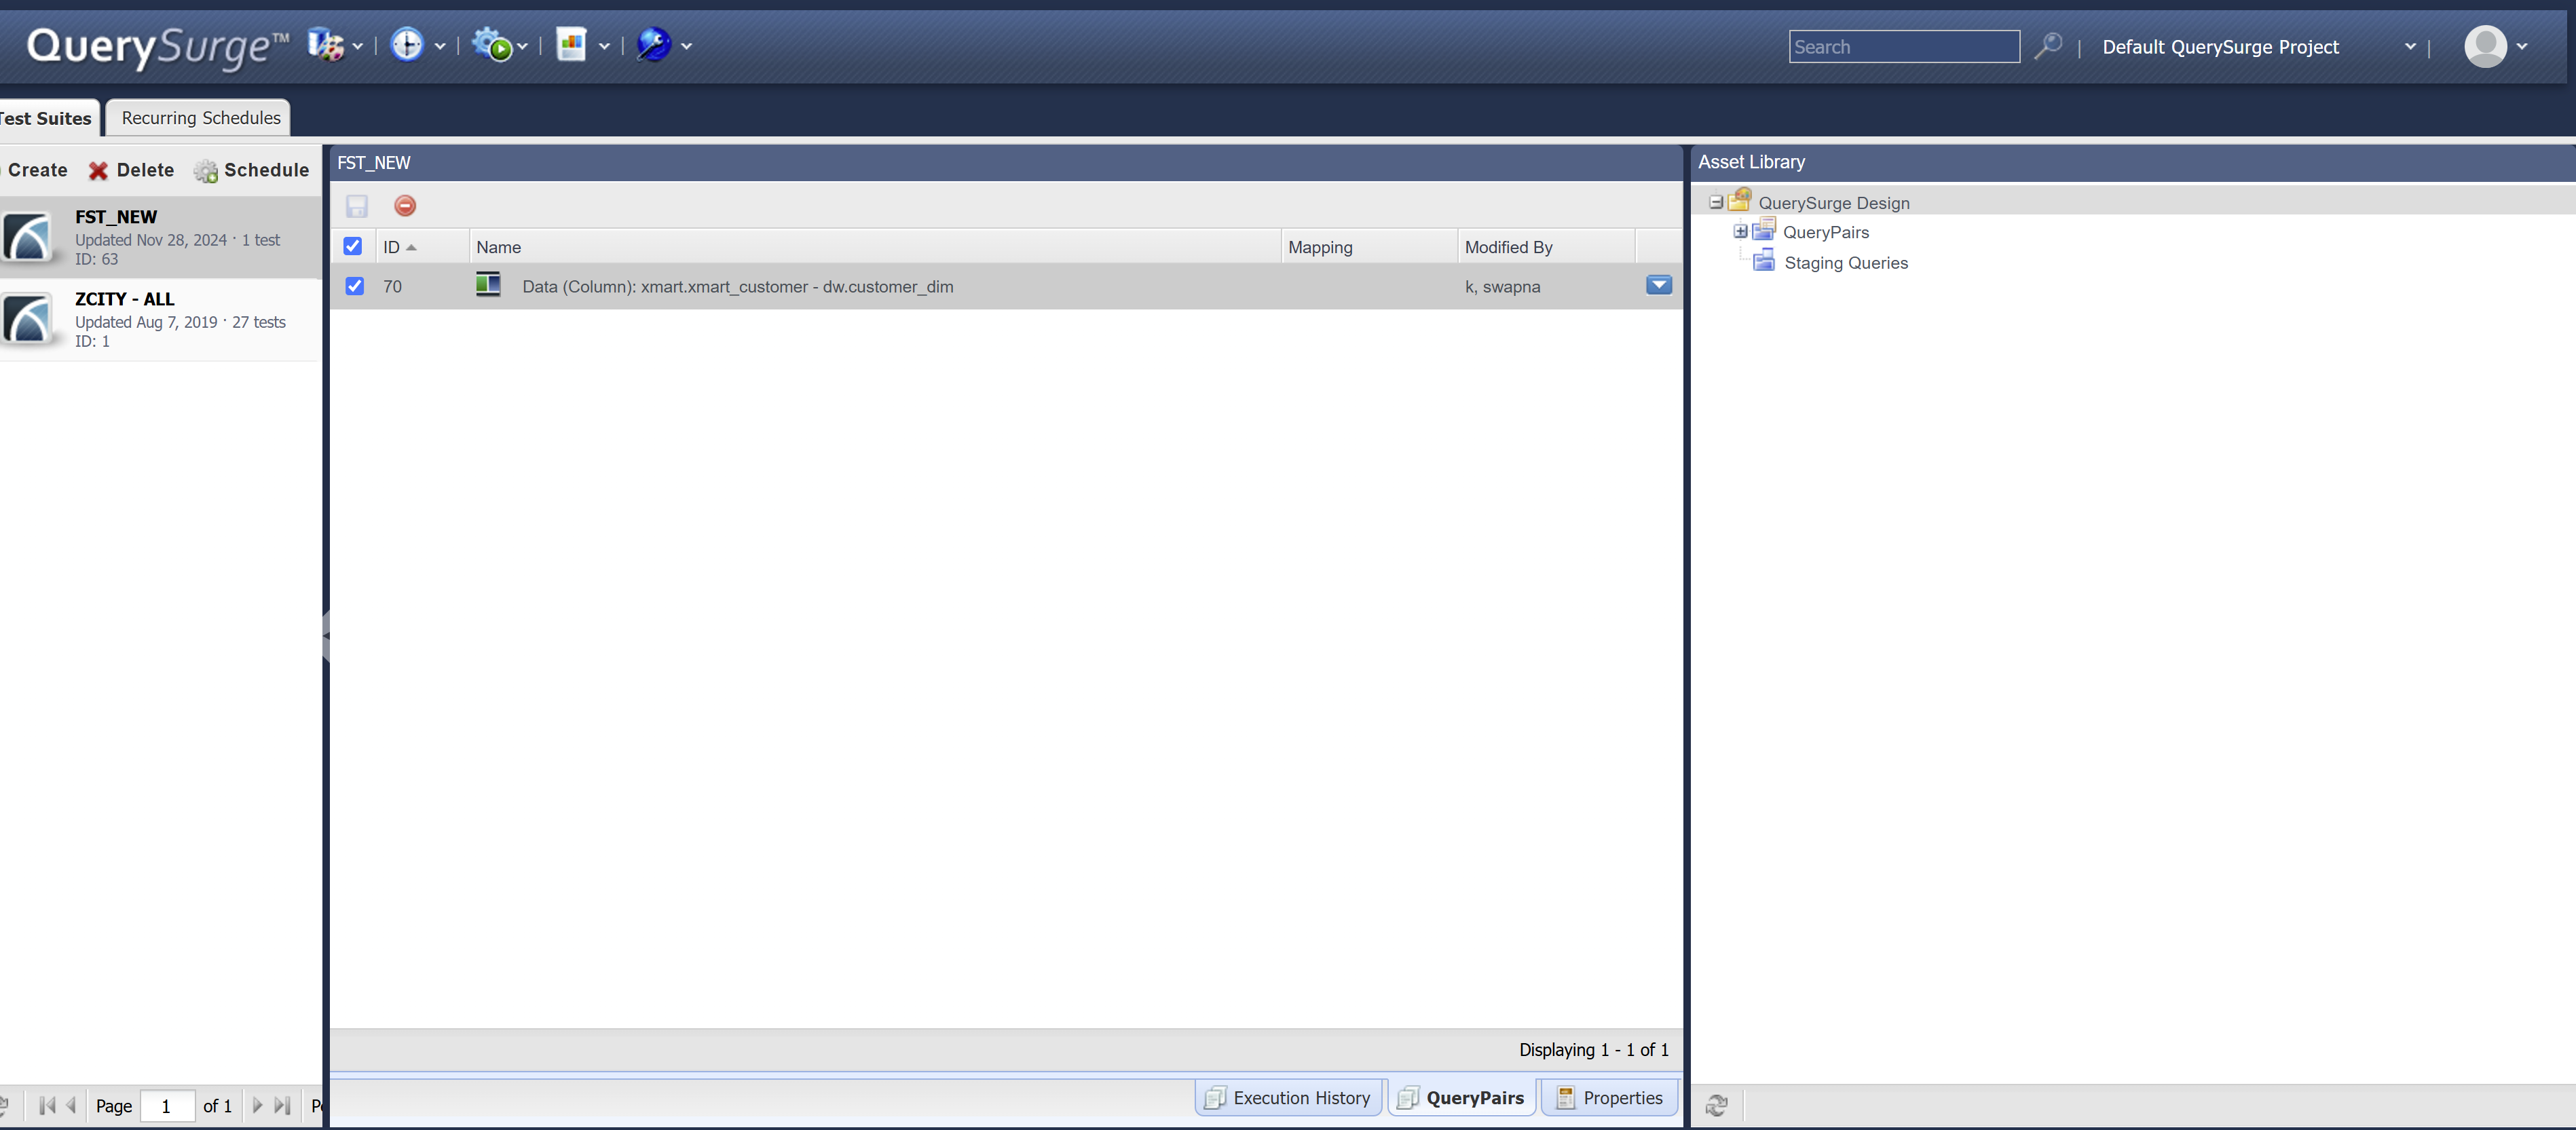 QuerySurge™
Search
Default QuerySurge Project
Test Suites
Recurring Schedules
Create
Delete
Schedule
FST_NEW
Updated Nov 28, 2024 · 1 test
ID: 63
ZCITY - ALL
Updated Aug 7, 2019 · 27 tests
ID: 1
Page 1 of 1
FST_NEW
ID
Name
Mapping
Modified By
70
Data (Column): xmart.xmart_customer - dw.customer_dim
k, swapna
Displaying 1 - 1 of 1
Execution History
QueryPairs
Properties
Asset Library
QuerySurge Design
QueryPairs
Staging Queries